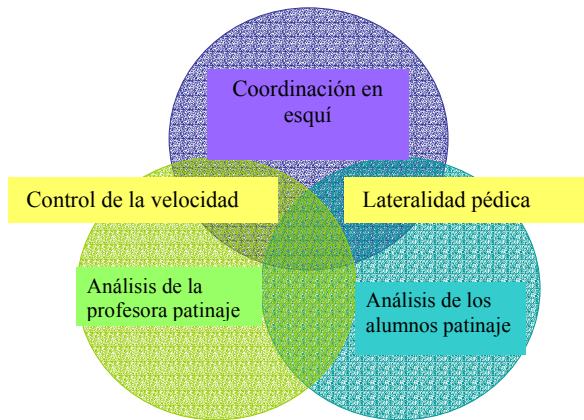 Coordinación en
esquí
Control de la velocidad
Lateralidad pédica
Análisis de la
profesora patinaje
Análisis de los
alumnos patinaje